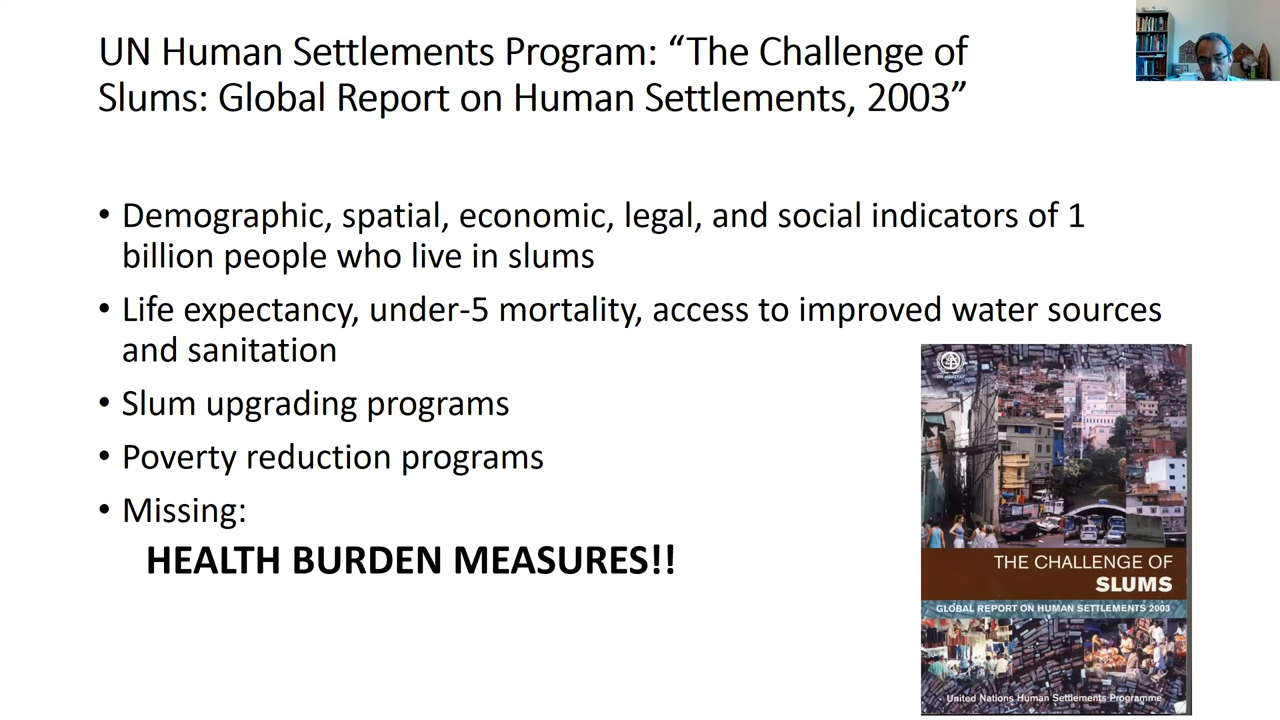 UN Human Settlements Program: “The Challenge of
Slums: Global Report on Human Settlements, 2003”
• Demographic, spatial, economic, legal, and social indicators of 1
billion people who live in slums
• Life expectancy, under-5 mortality, access to improved water sources
and sanitation
• Slum upgrading programs
• Poverty reduction programs
• Missing:
HEALTH BURDEN MEASURES!!
UN-HABITAT
THE CHALLENGE OF
SLUMS
GLOBAL REPORT ON HUMAN SETTLEMENTS 2003
United Nations Human Settlements Programme